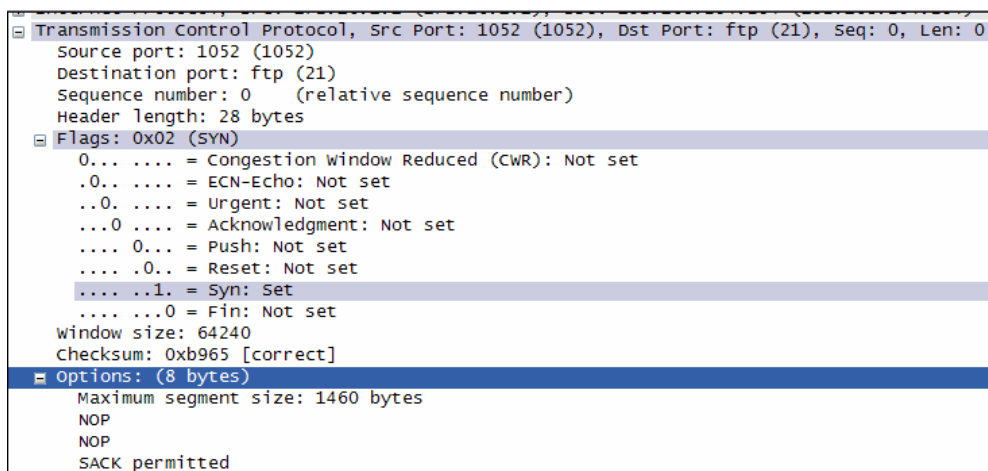 Transmission Control Protocol, Src Port: 1052 (1052), Dst Port: ftp (21), Seq: 0, Len: 0
Source port: 1052 (1052)
Destination port: ftp (21)
Sequence number: 0    (relative sequence number)
Header length: 28 bytes
Flags: 0x02 (SYN)
0... .... = Congestion Window Reduced (CWR): Not set
.0.. .... = ECN-Echo: Not set
..0. .... = Urgent: Not set
...0 .... = Acknowledgment: Not set
.... 0... = Push: Not set
.... .0.. = Reset: Not set
.... ..1. = Syn: Set
.... ...0 = Fin: Not set
Window size: 64240
Checksum: 0xb965 [correct]
Options: (8 bytes)
Maximum segment size: 1460 bytes
NOP
NOP
SACK permitted